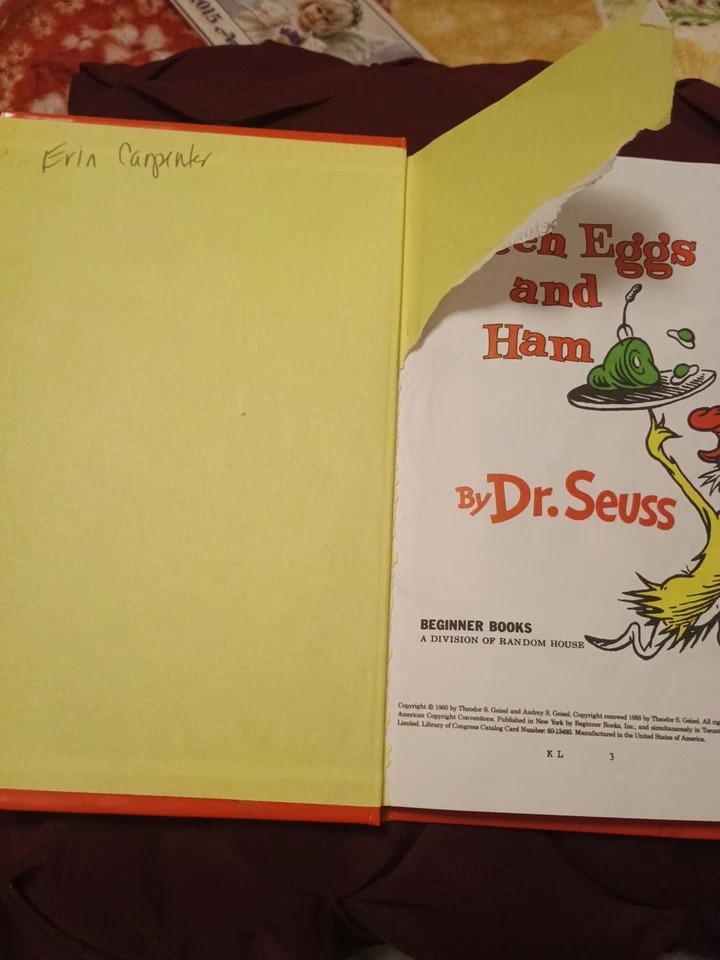 2015
Erin Carpenter
Eggs
and
Ham
By Dr. Seuss
BEGINNER BOOKS
A DIVISION OF RANDOM HOUSE
Copyright © 1960 by Theodor S. Geisel and Audrey S. Geisel. Copyright renewed 1988 by Theodor S. Geisel. All
American Copyright Conventions. Published in New York by Beginner Books, Inc., and simultaneously in
Limited. Library of Congress Catalog Card Number: 60-13493. Manufactured in the United States of America.
K L 3